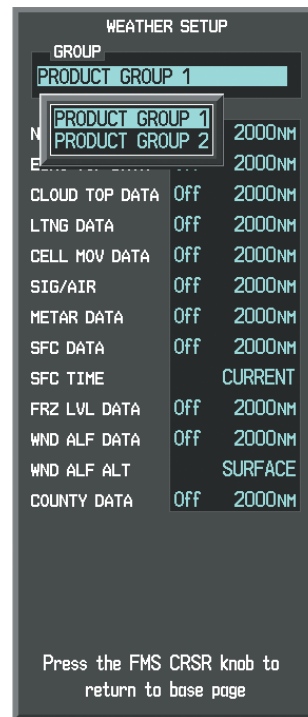 WEATHER SETUP
GROUP
PRODUCT GROUP 1
PRODUCT GROUP 1
PRODUCT GROUP 2
2000NM
2000NM
CLOUD TOP DATA Off 2000NM
LTNG DATA Off 2000NM
CELL MOV DATA Off 2000NM
SIG/AIR Off 2000NM
METAR DATA Off 2000NM
SFC DATA Off 2000NM
SFC TIME CURRENT
FRZ LVL DATA Off 2000NM
WND ALF DATA Off 2000NM
WND ALF ALT SURFACE
COUNTY DATA Off 2000NM
Press the FMS CRSR knob to
return to base page